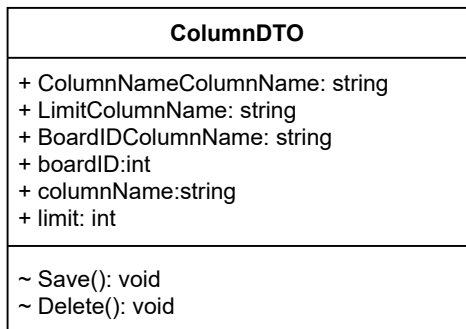 ColumnDTO
+ ColumnNameColumnName: string
+ LimitColumnName: string
+ BoardIDColumnName: string
+ boardID:int
+ columnName:string
+ limit: int
~ Save(): void
~ Delete(): void